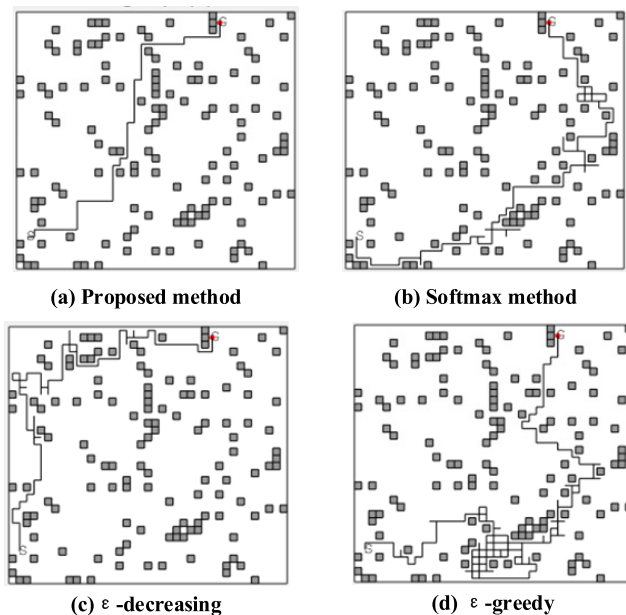 G
S
(a) Proposed method
G
S
(b) Softmax method
G
S
(c) ε -decreasing
G
S
(d) ε -greedy